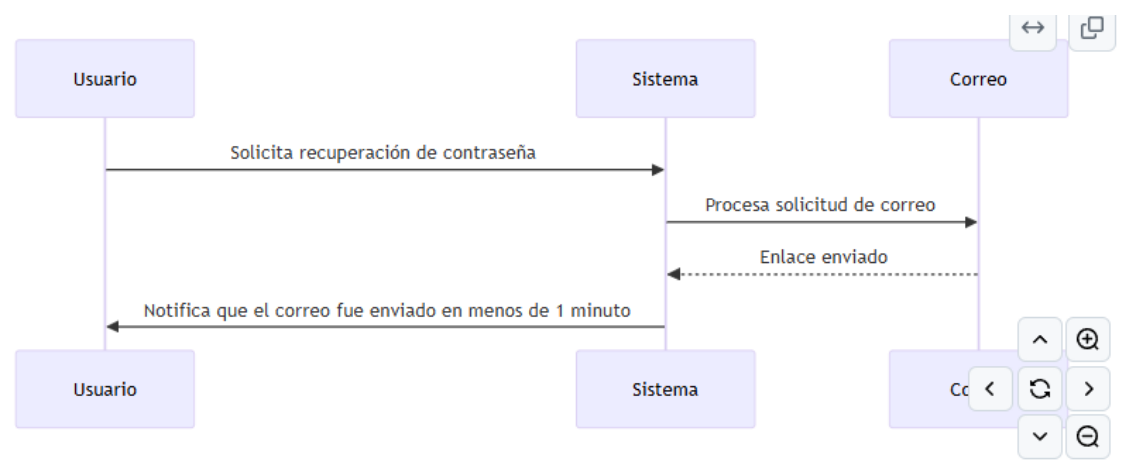 Usuario
Sistema
Correo
Solicita recuperación de contraseña
Procesa solicitud de correo
Enlace enviado
Notifica que el correo fue enviado en menos de 1 minuto
Usuario
Sistema